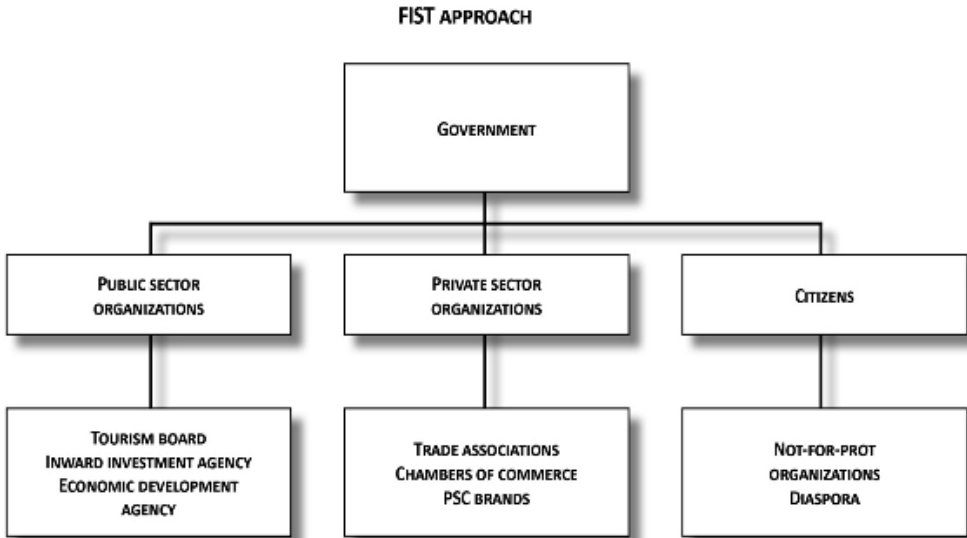 FIST APPROACH
GOVERNMENT
PUBLIC SECTOR
ORGANIZATIONS
PRIVATE SECTOR
ORGANIZATIONS
CITIZENS
TOURISM BOARD
INWARD INVESTMENT AGENCY
ECONOMIC DEVELOPMENT
AGENCY
TRADE ASSOCIATIONS
CHAMBERS OF COMMERCE
PSC BRANDS
NOT-FOR-PROT
ORGANIZATIONS
DIASPORA